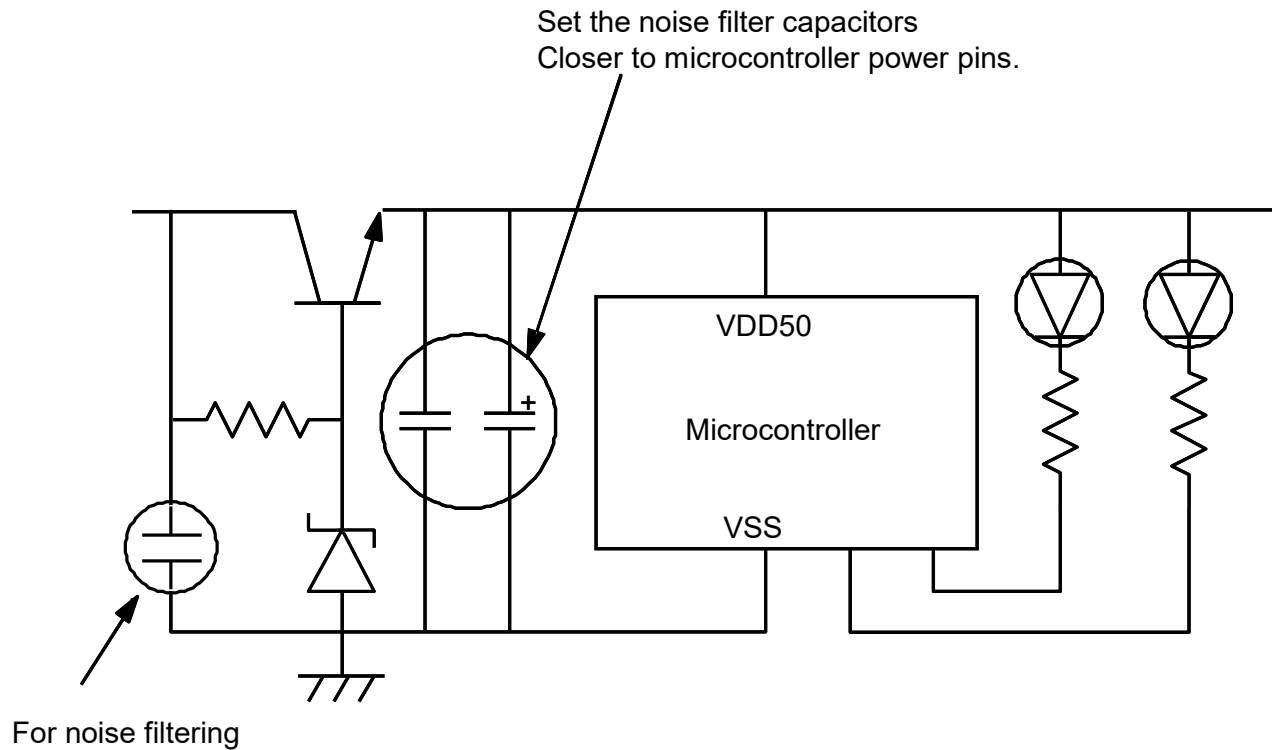 Set the noise filter capacitors
Closer to microcontroller power pins.
+
VDD50
Microcontroller
VSS
For noise filtering